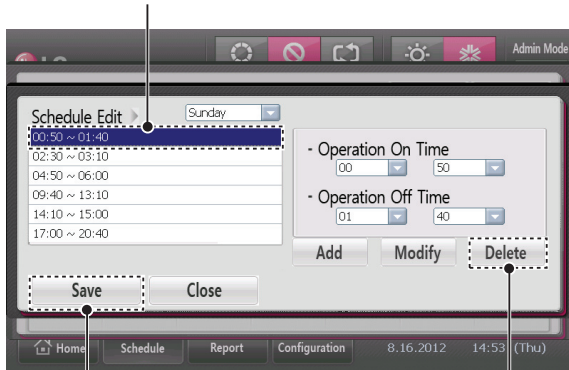 Admin Mode
Schedule Edit Sunday
00:50 ~ 01:40
02:30 ~ 03:10
04:50 ~ 06:00
09:40 ~ 13:10
14:10 ~ 15:00
17:00 ~ 20:40
- Operation On Time
00 50
- Operation Off Time
01 40
Add Modify Delete
Save Close
Home Schedule Report Configuration 8.16.2012 14:53 (Thu)